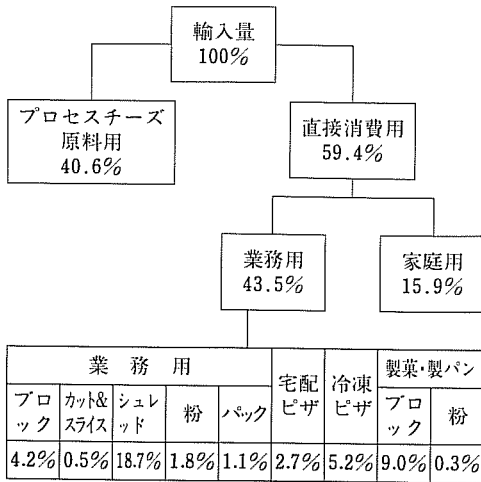 輸入量
100%
プロセスチーズ
原料用
40.6%
直接消費用
59.4%
業務用
43.5%
家庭用
15.9%
業務用
宅配
ピザ
冷凍
ピザ
製菓・製パン
ブロ
ック
カット&
スライス
シュレ
ッド
粉
パック
ブロ
ック
粉
4.2% 0.5% 18.7% 1.8% 1.1% 2.7% 5.2% 9.0% 0.3%